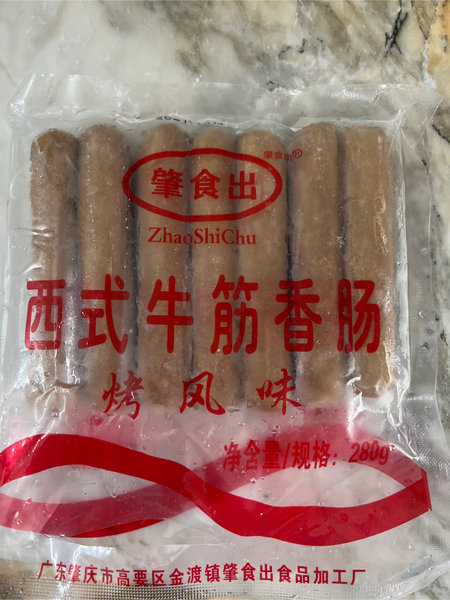 肇食出
肇食出®
ZhaoShiChu
西式牛筋香肠
烤风味
净含量/规格：280g
广东肇庆市高要区金渡镇肇食出食品加工厂